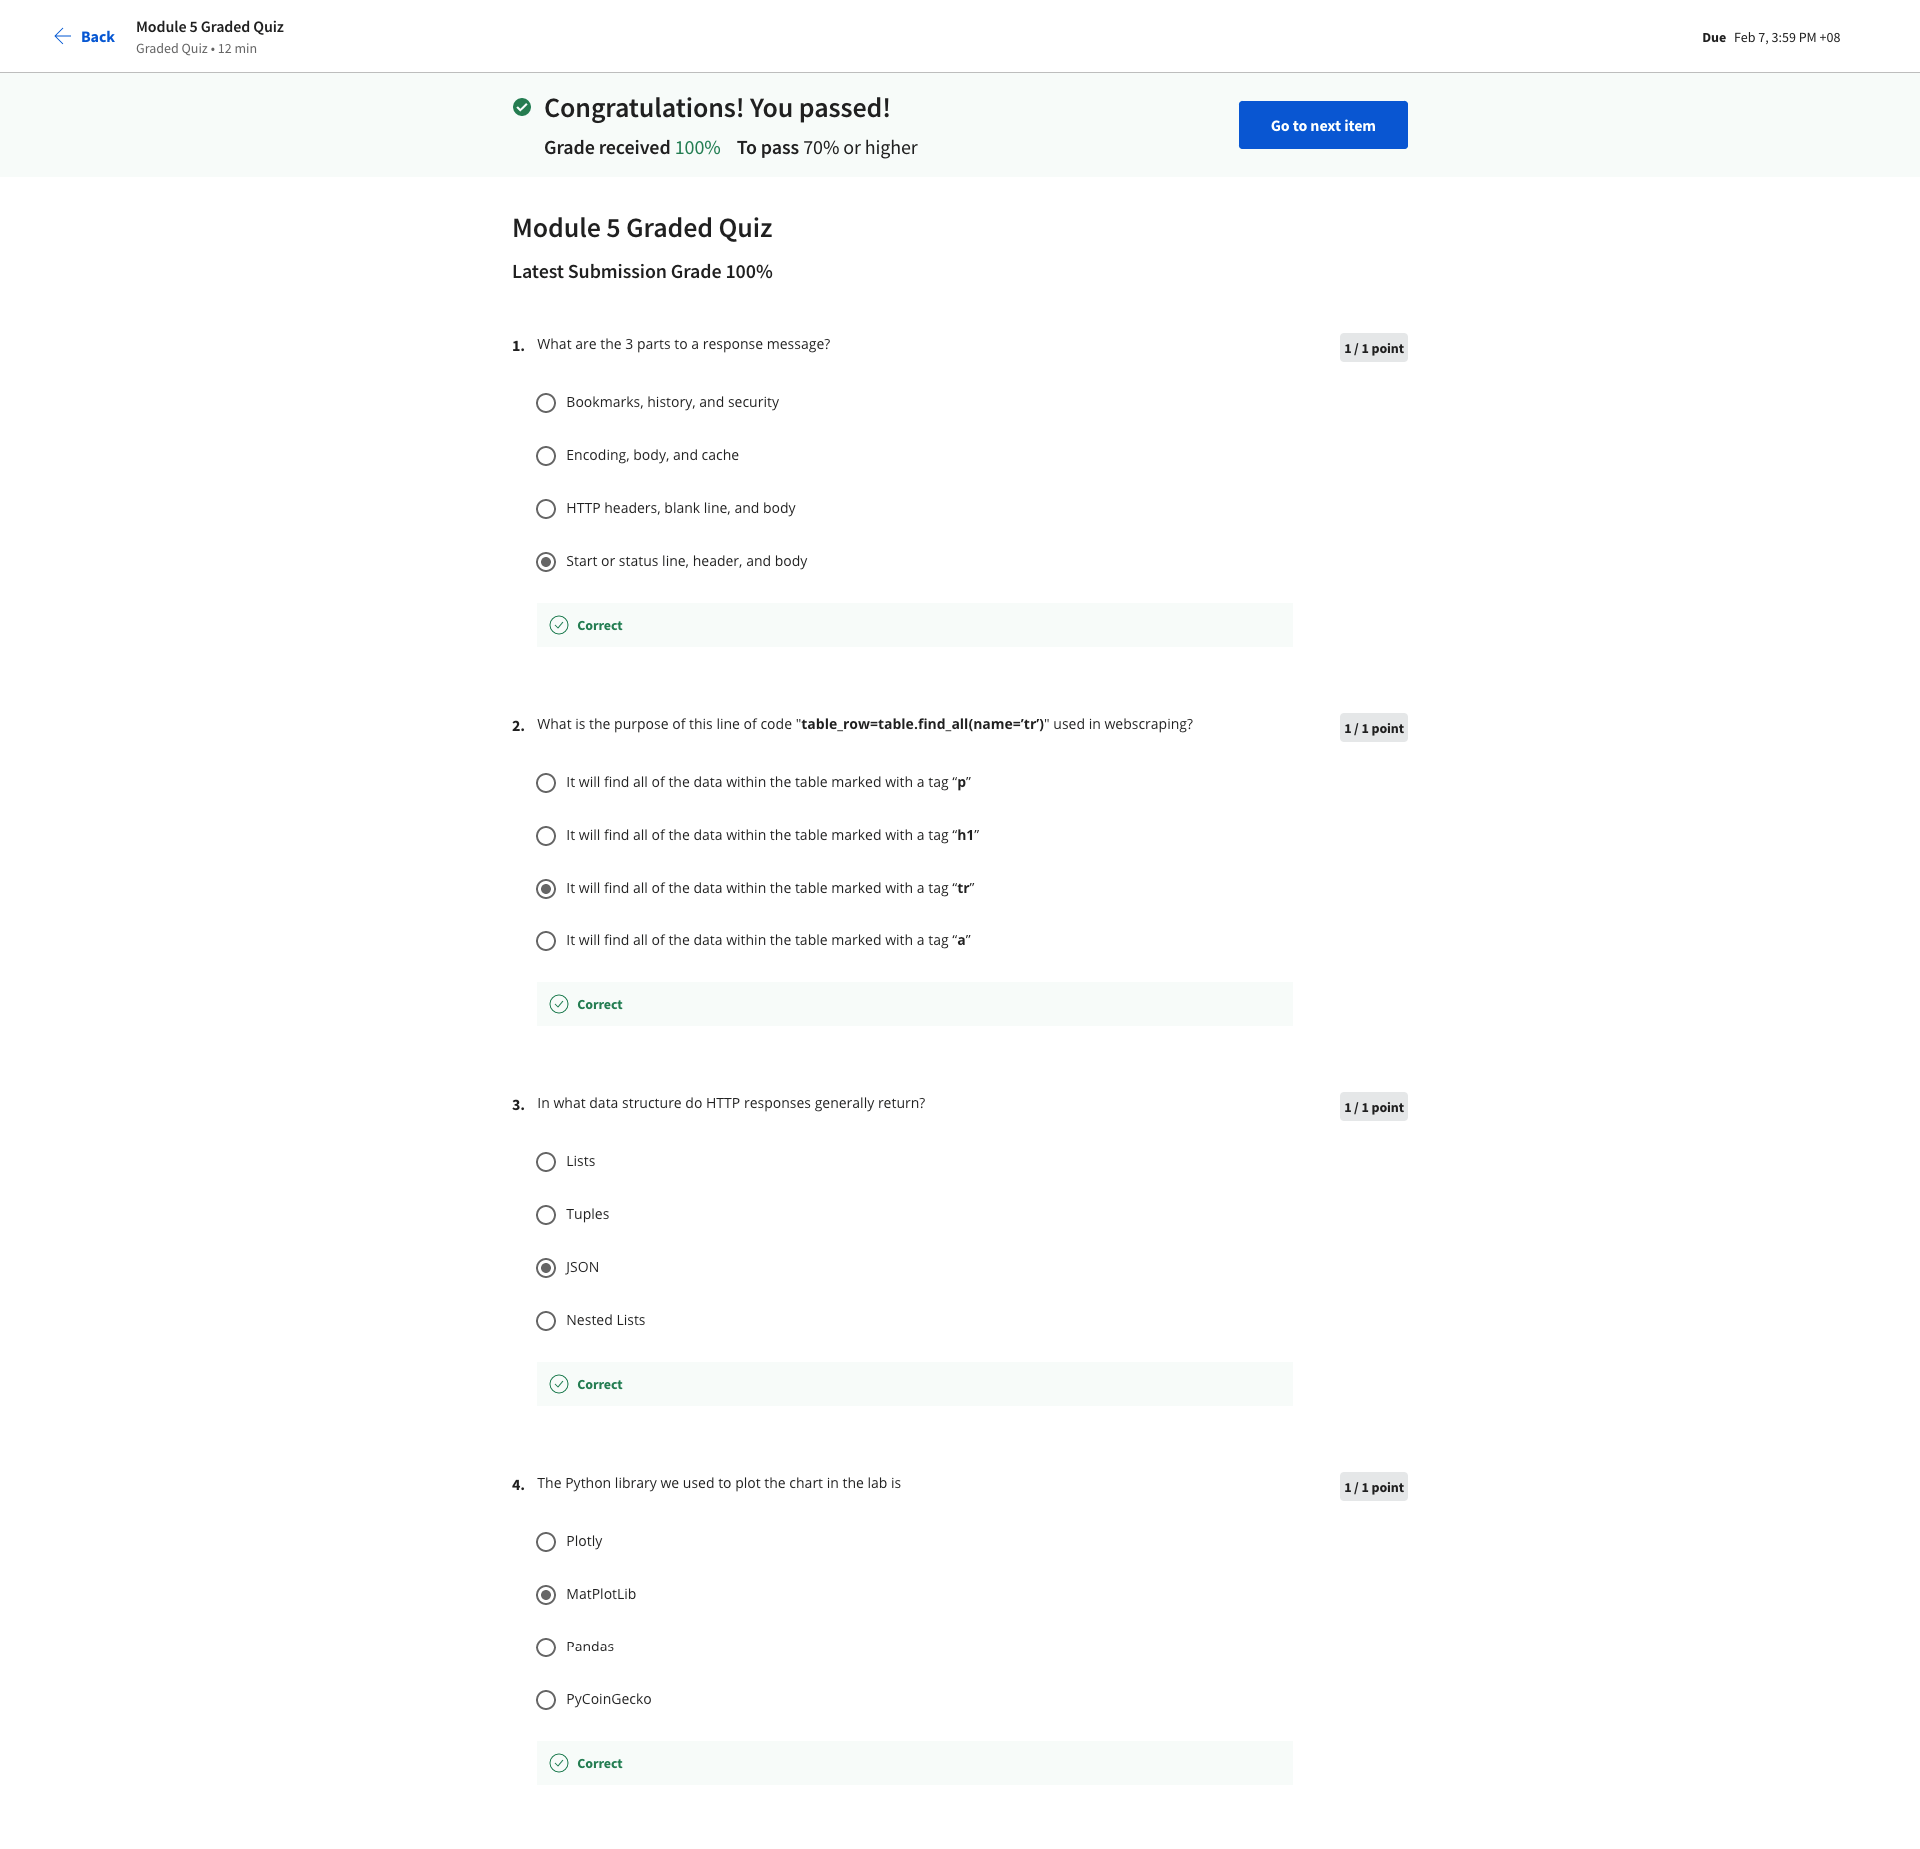 Back
Module 5 Graded Quiz
Graded Quiz • 12 min
Due Feb 7, 3:59 PM +08
Congratulations! You passed!
Grade received 100% To pass 70% or higher
Go to next item
Module 5 Graded Quiz
Latest Submission Grade 100%
1. What are the 3 parts to a response message?
1 / 1 point
Bookmarks, history, and security
Encoding, body, and cache
HTTP headers, blank line, and body
Start or status line, header, and body
Correct
2. What is the purpose of this line of code "table_row=table.find_all(name=’tr’)" used in webscraping?
1 / 1 point
It will find all of the data within the table marked with a tag “p”
It will find all of the data within the table marked with a tag “h1”
It will find all of the data within the table marked with a tag “tr”
It will find all of the data within the table marked with a tag “a”
Correct
3. In what data structure do HTTP responses generally return?
1 / 1 point
Lists
Tuples
JSON
Nested Lists
Correct
4. The Python library we used to plot the chart in the lab is
1 / 1 point
Plotly
MatPlotLib
Pandas
PyCoinGecko
Correct